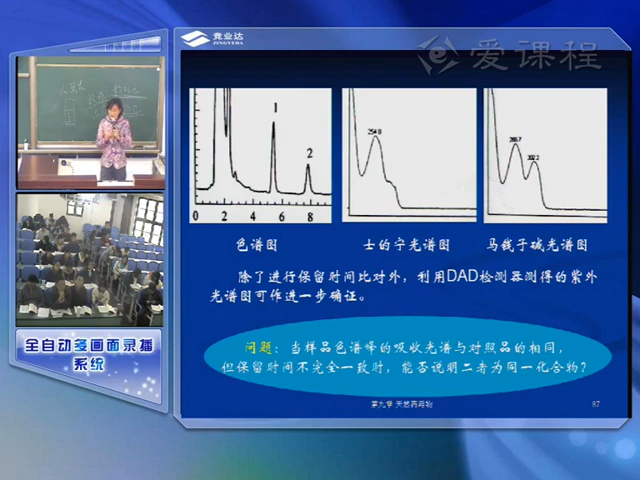 竞业达
JINGYEDA
e 爱课程
1
2
0 2 4 6 8
254.8
色谱图
士的宁光谱图
马钱子碱光谱图
除了进行保留时间比对外，利用DAD检测器测得的紫外
光谱图可作进一步确证。
问题：当样品色谱峰的吸收光谱与对照品的相同，
但保留时间不完全一致时，能否说明二者为同一化合物？
第九章 天然药毒物
87
全自动多画面录播
系统